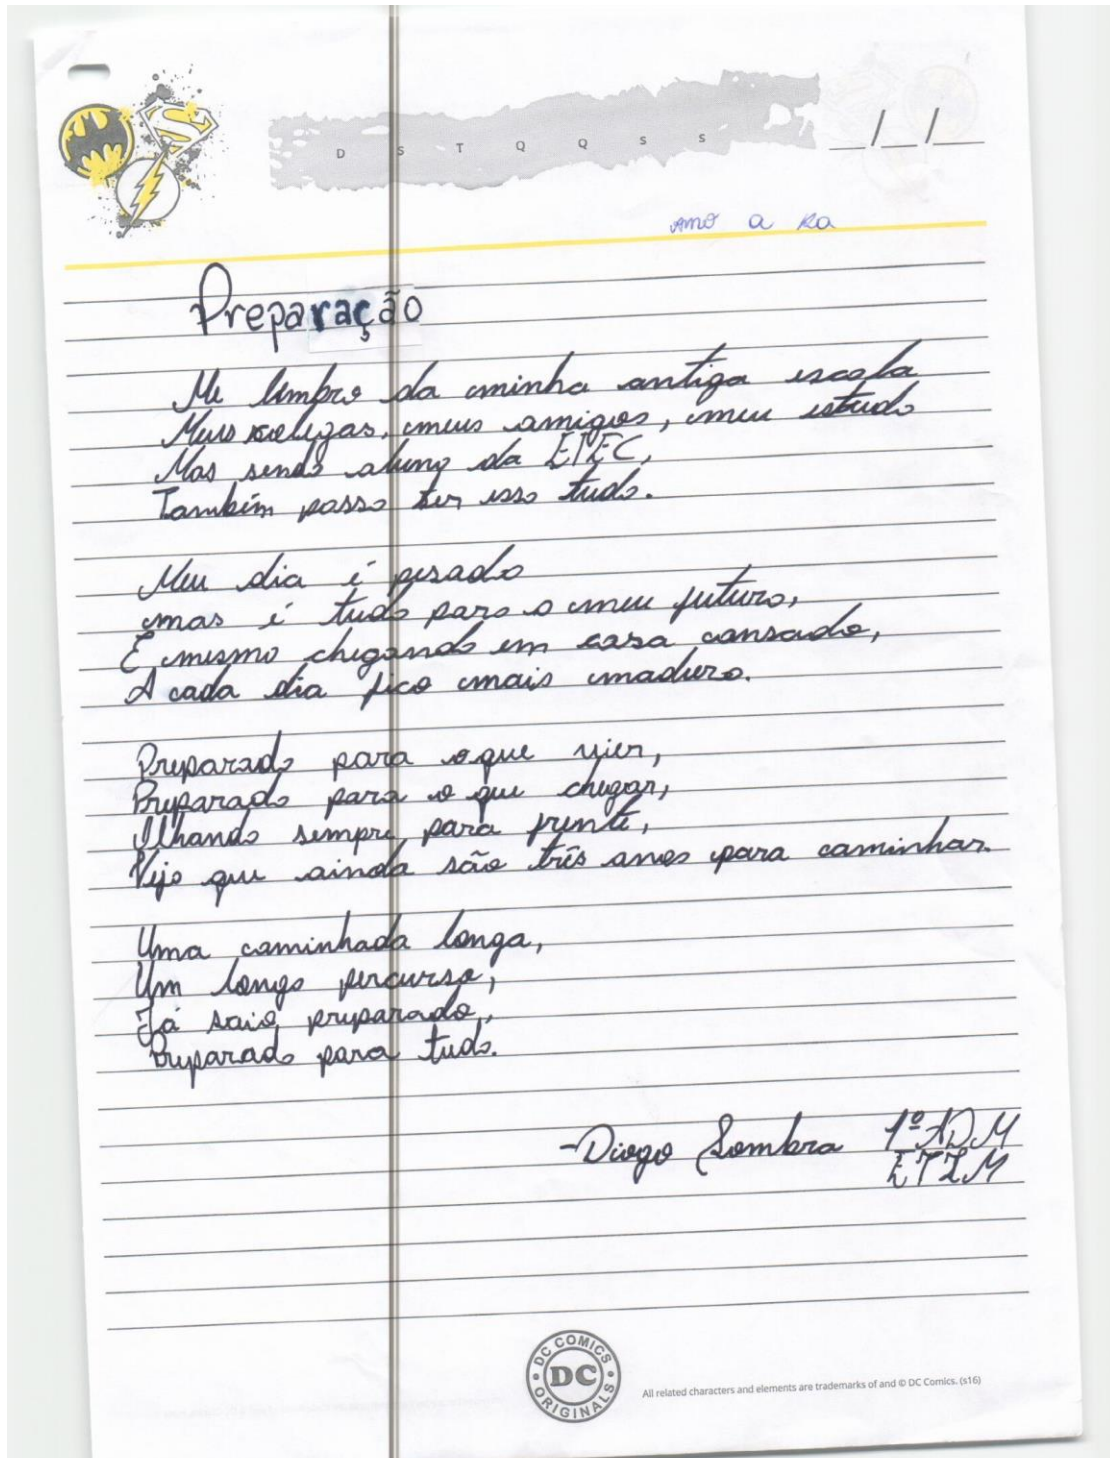 D S T Q Q S S __/__/__
amo a Ra
Preparação
Me lembro da minha antiga escola
Meus colegas, meus amigos, meu estudo
Mas sendo aluno da ETEC,
Também posso ter isso tudo.
Meu dia é pesado
mas é tudo para o meu futuro,
E mesmo chegando em casa cansado,
A cada dia fico mais maduro.
Preparado para o que vier,
Preparado para o que chegar,
Olhando sempre para frente,
Vejo que ainda são três anos para caminhar.
Uma caminhada longa,
Um longo percurso,
Já saio preparado,
Preparado para tudo.
-Diogo Sombra 1º ADM
ETIM
DC COMICS
DC
ORIGINALS
All related characters and elements are trademarks of and © DC Comics. (s16)